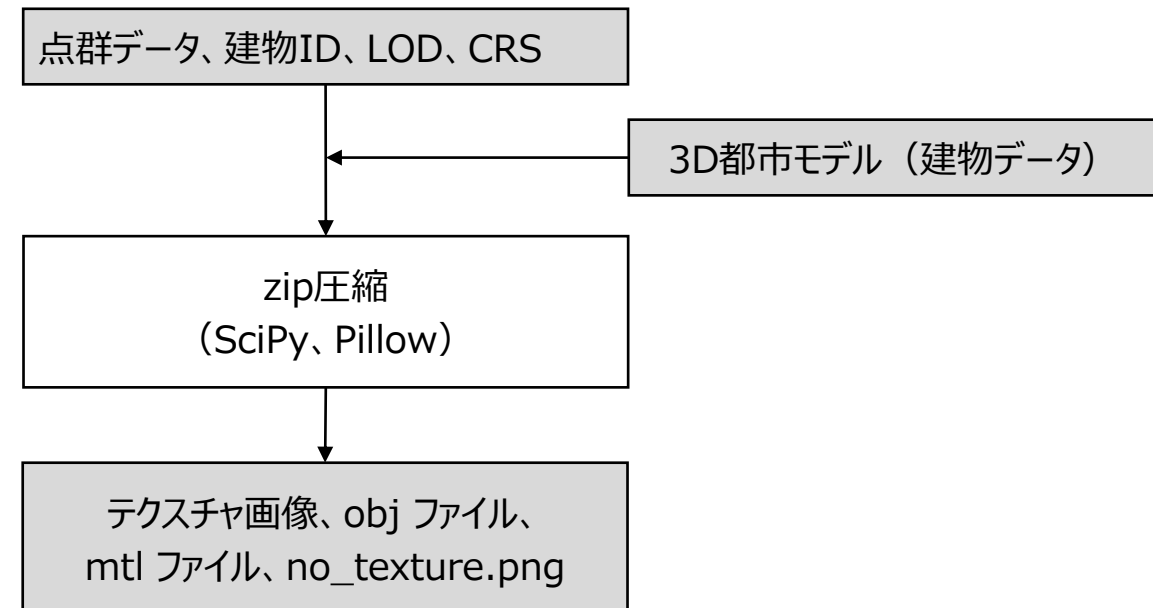 点群データ、建物ID、LOD、CRS
3D都市モデル（建物データ）
zip圧縮
（SciPy、Pillow）
テクスチャ画像、obj ファイル、
mtl ファイル、no_texture.png